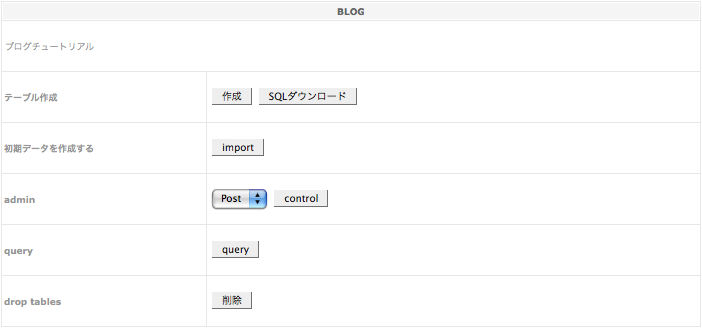 BLOG
ブログチュートリアル
テーブル作成 作成 SQLダウンロード
初期データを作成する import
admin Post control
query query
drop tables 削除